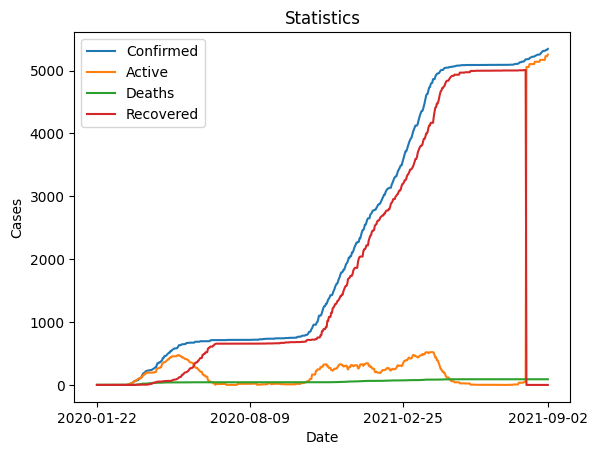 Statistics
Confirmed
Active
Deaths
Recovered
5000
4000
3000
2000
1000
0
Cases
2020-01-22
2020-08-09
2021-02-25
2021-09-02
Date